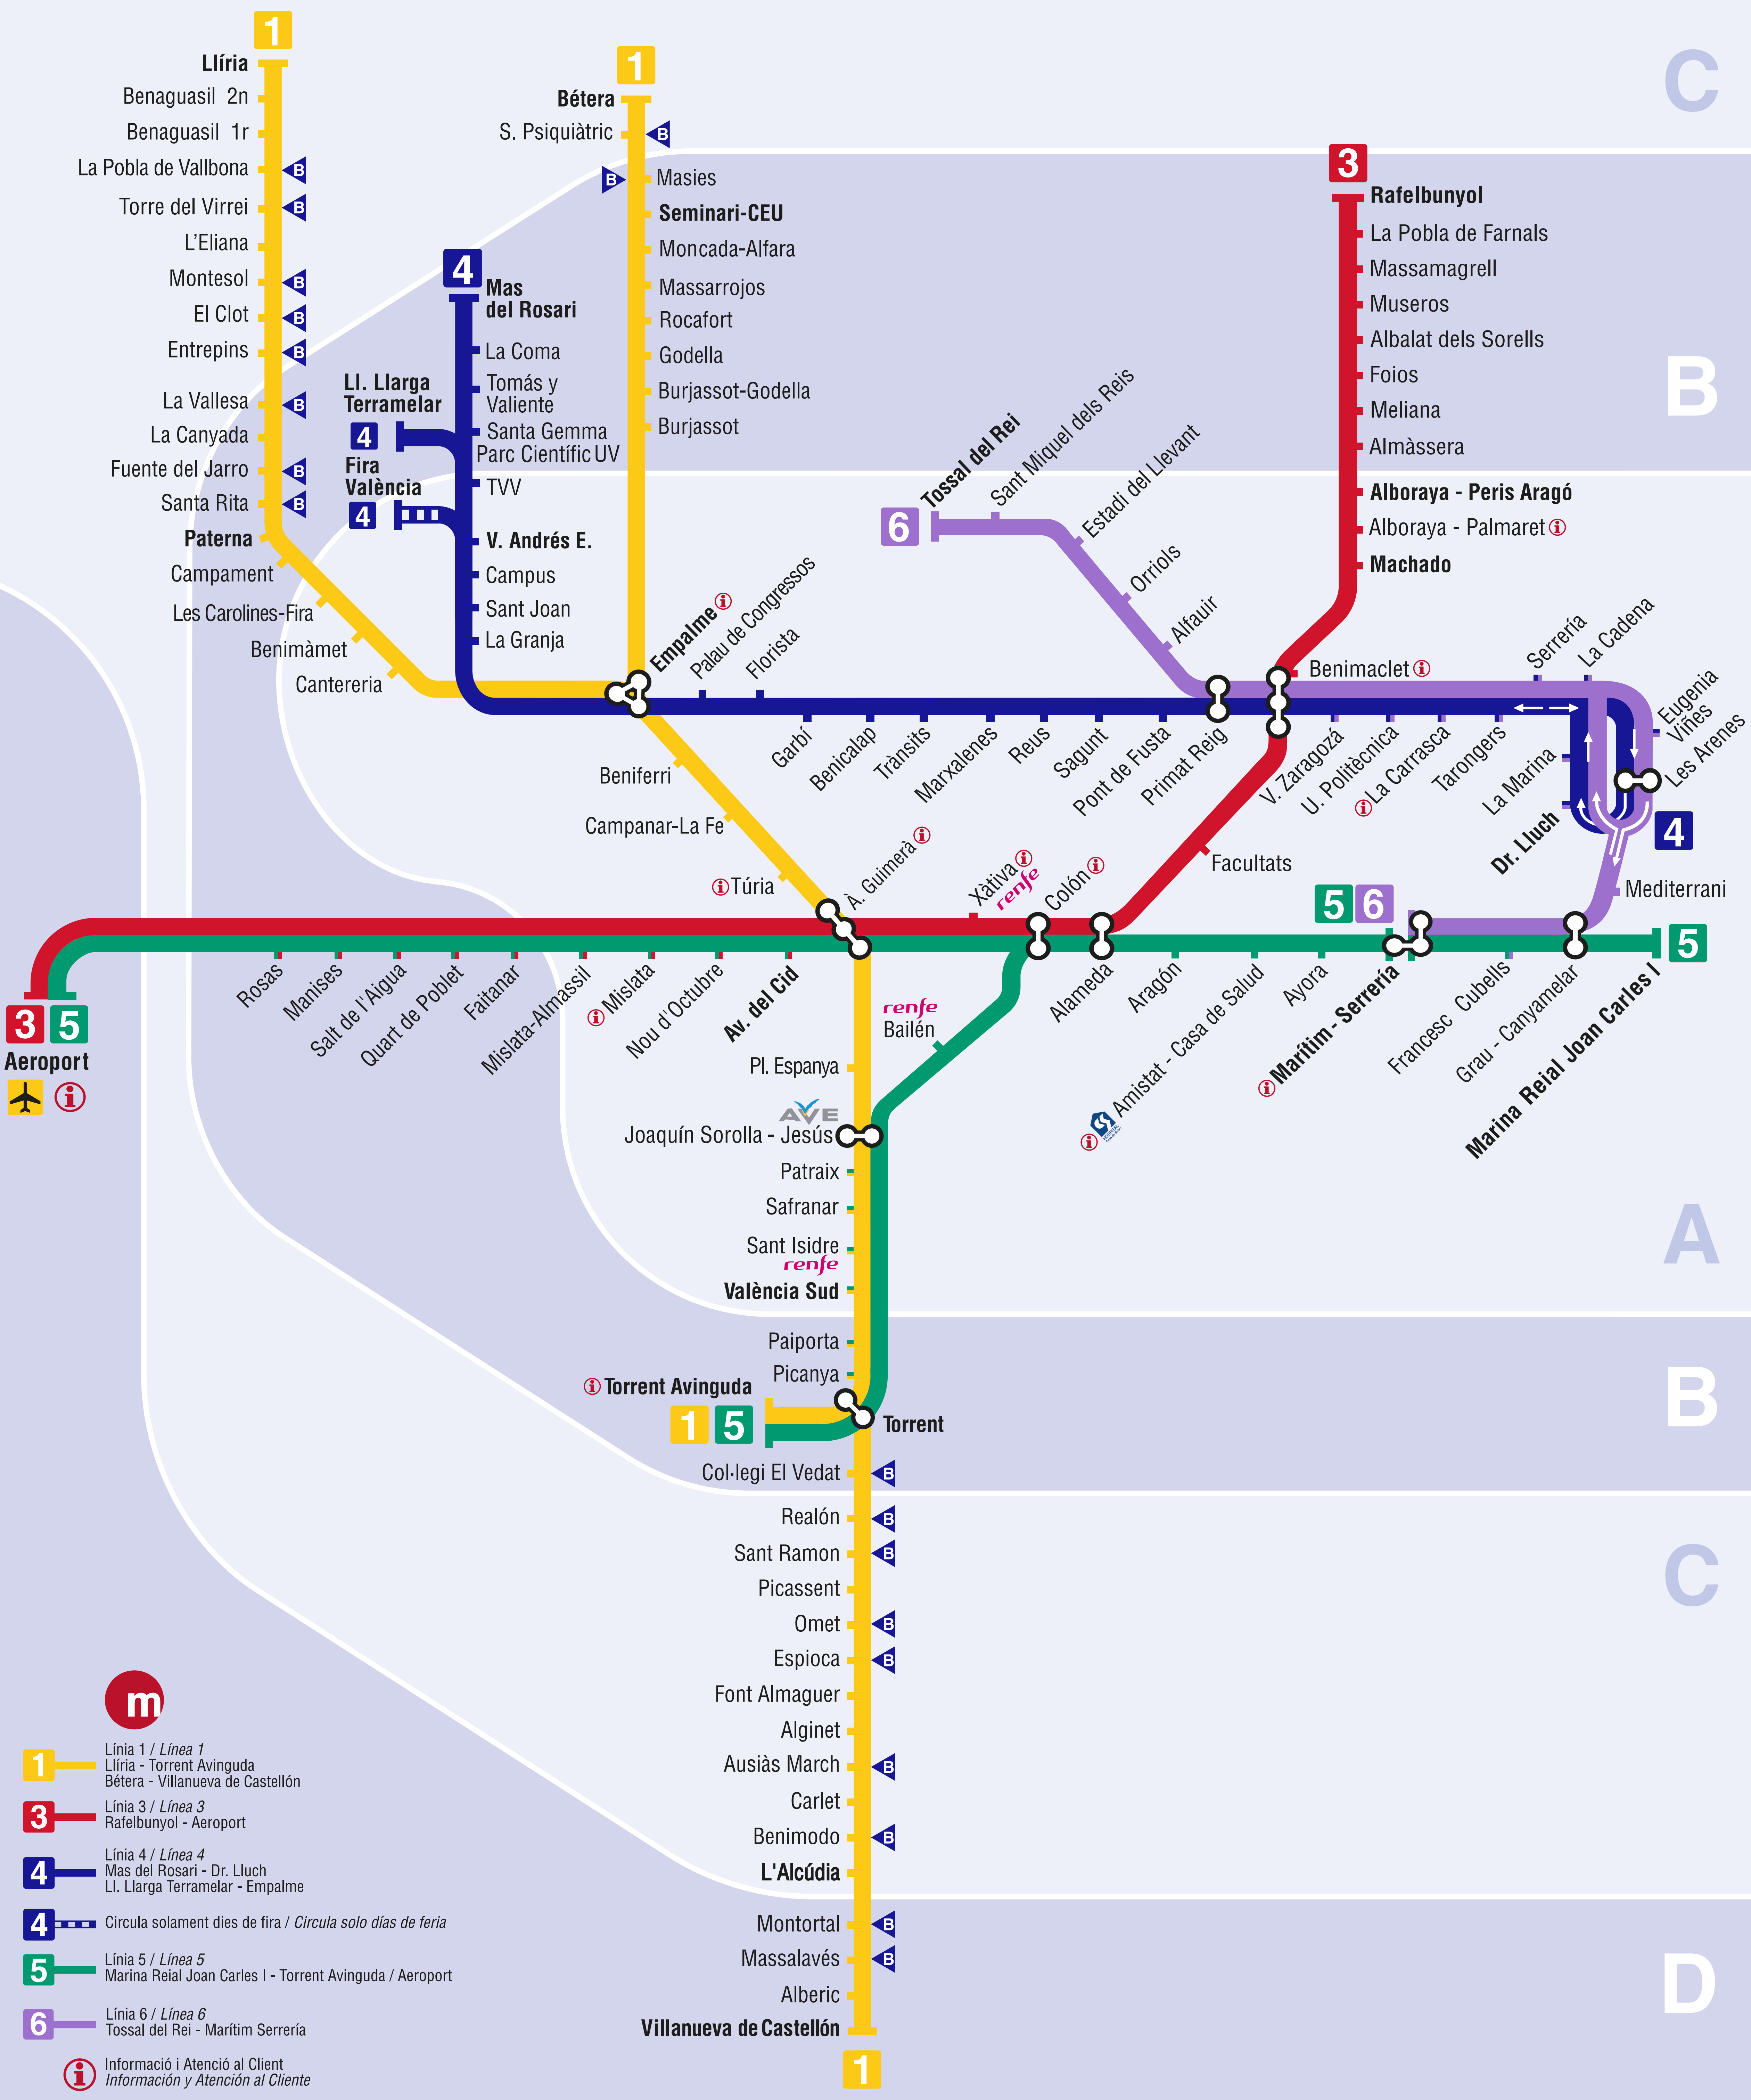 1
Llíria
Benaguasil 2n
Benaguasil 1r
La Pobla de Vallbona
B
Torre del Virrei
B
L'Eliana
Montesol
B
El Clot
B
Entrepins
B
La Vallesa
B
La Canyada
Fuente del Jarro
B
Santa Rita
B
Paterna
Campament
Les Carolines-Fira
Benimàmet
Cantereria
4
Mas
del Rosari
La Coma
Tomás y
Valiente
Santa Gemma
Parc Científic UV
TVV
V. Andrés E.
Campus
Sant Joan
La Granja
Ll. Llarga
Terramelar
4
Fira
València
4
1
Bétera
S. Psiquiàtric
B
B
Masies
Seminari-CEU
Moncada-Alfara
Massarrojos
Rocafort
Godella
Burjassot-Godella
Burjassot
Empalme
Palau de Congressos
Florista
Garbí
Benicalap
Trànsits
Marxalenes
Reus
Sagunt
Pont de Fusta
Primat Reig
6
Tossal del Rei
Sant Miquel dels Reis
Estadi del Llevant
Orriols
Alfauir
3
Rafelbunyol
La Pobla de Farnals
Massamagrell
Museros
Albalat dels Sorells
Foios
Meliana
Almàssera
Alboraya - Peris Aragó
Alboraya - Palmaret
Machado
Benimaclet
V. Zaragozá
U. Politècnica
La Carrasca
Tarongers
Serrería
La Cadena
Eugenia
Viñes
Les Arenes
La Marina
Dr. Lluch
4
Mediterrani
Facultats
Beniferri
Campanar-La Fe
Túria
À. Guimerà
Xàtiva
renfe
Colón
5
6
5
3
5
Aeroport
Rosas
Manises
Salt de l'Aigua
Quart de Poblet
Faitanar
Mislata-Almassil
Mislata
Nou d'Octubre
Av. del Cid
Alameda
Aragón
Amistat - Casa de Salud
Ayora
Marítim - Serrería
Francesc Cubells
Grau - Canyamelar
Marina Reial Joan Carles I
renfe
Bailén
Pl. Espanya
AVE
Joaquín Sorolla - Jesús
Patraix
Safranar
Sant Isidre
renfe
València Sud
Paiporta
Picanya
Torrent Avinguda
1
5
Torrent
Col·legi El Vedat
B
Realón
B
Sant Ramon
B
Picassent
Omet
B
Espioca
B
Font Almaguer
Alginet
Ausiàs March
B
Carlet
Benimodo
B
L'Alcúdia
Montortal
B
Massalavés
B
Alberic
Villanueva de Castellón
1
C
B
A
B
C
D
m
1
Línia 1 / Línea 1
Llíria - Torrent Avinguda
Bétera - Villanueva de Castellón
3
Línia 3 / Línea 3
Rafelbunyol - Aeroport
4
Línia 4 / Línea 4
Mas del Rosari - Dr. Lluch
Ll. Llarga Terramelar - Empalme
4
Circula solament dies de fira / Circula solo días de feria
5
Línia 5 / Línea 5
Marina Reial Joan Carles I - Torrent Avinguda / Aeroport
6
Línia 6 / Línea 6
Tossal del Rei - Marítim Serrería
Informació i Atenció al Client
Información y Atención al Cliente